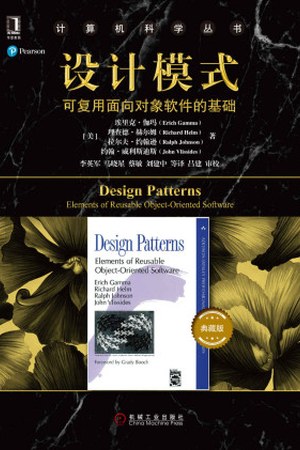 计算机科学丛书
Pearson
设计模式
可复用面向对象软件的基础
埃里克·伽玛（Erich Gamma）
[美] 理查德·赫尔姆（Richard Helm） 著
拉尔夫·约翰逊（Ralph Johnson）
约翰·威利斯迪斯（John Vlissides）
李英军 马晓星 蔡敏 刘建中 等译 吕建 审校
Design Patterns
Elements of Reusable Object-Oriented Software
Design Patterns
Elements of Reusable
Object-Oriented Software
Erich Gamma
Richard Helm
Ralph Johnson
John Vlissides
Foreword by Grady Booch
典藏版
机械工业出版社